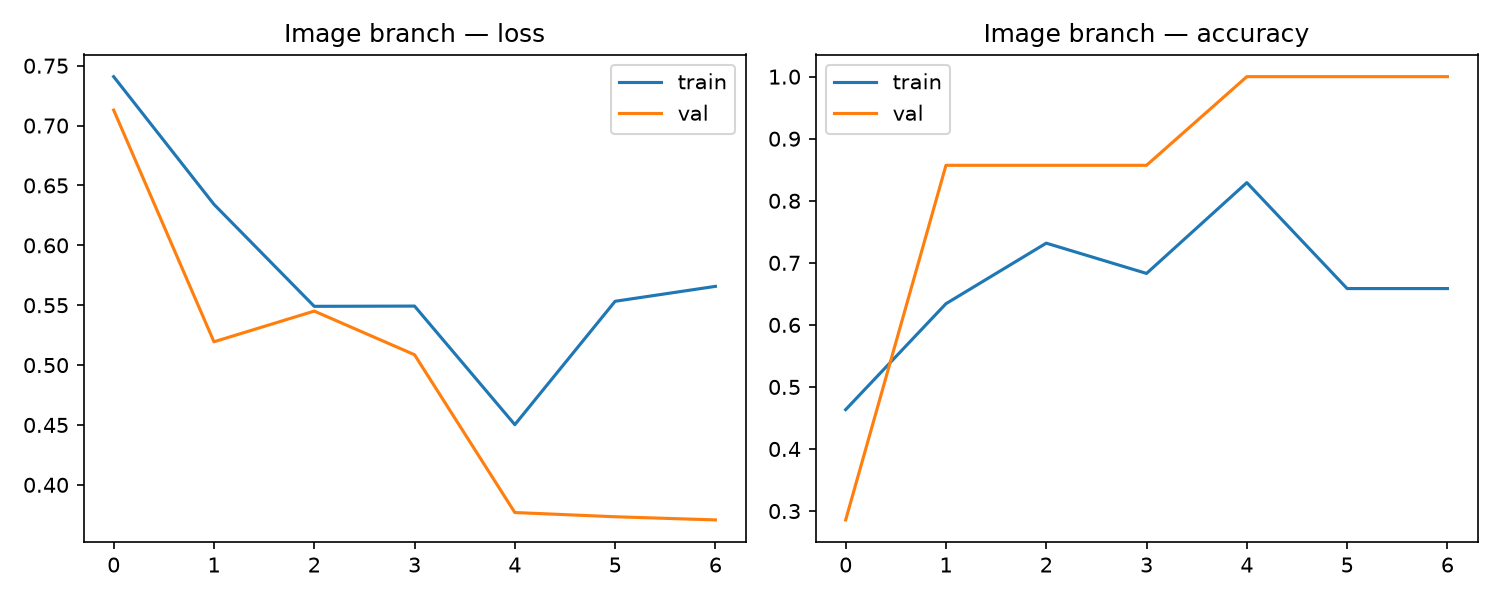 Image branch — loss
0.75
0.70
0.65
0.60
0.55
0.50
0.45
0.40
0 1 2 3 4 5 6
train
val
Image branch — accuracy
1.0
0.9
0.8
0.7
0.6
0.5
0.4
0.3
0 1 2 3 4 5 6
train
val